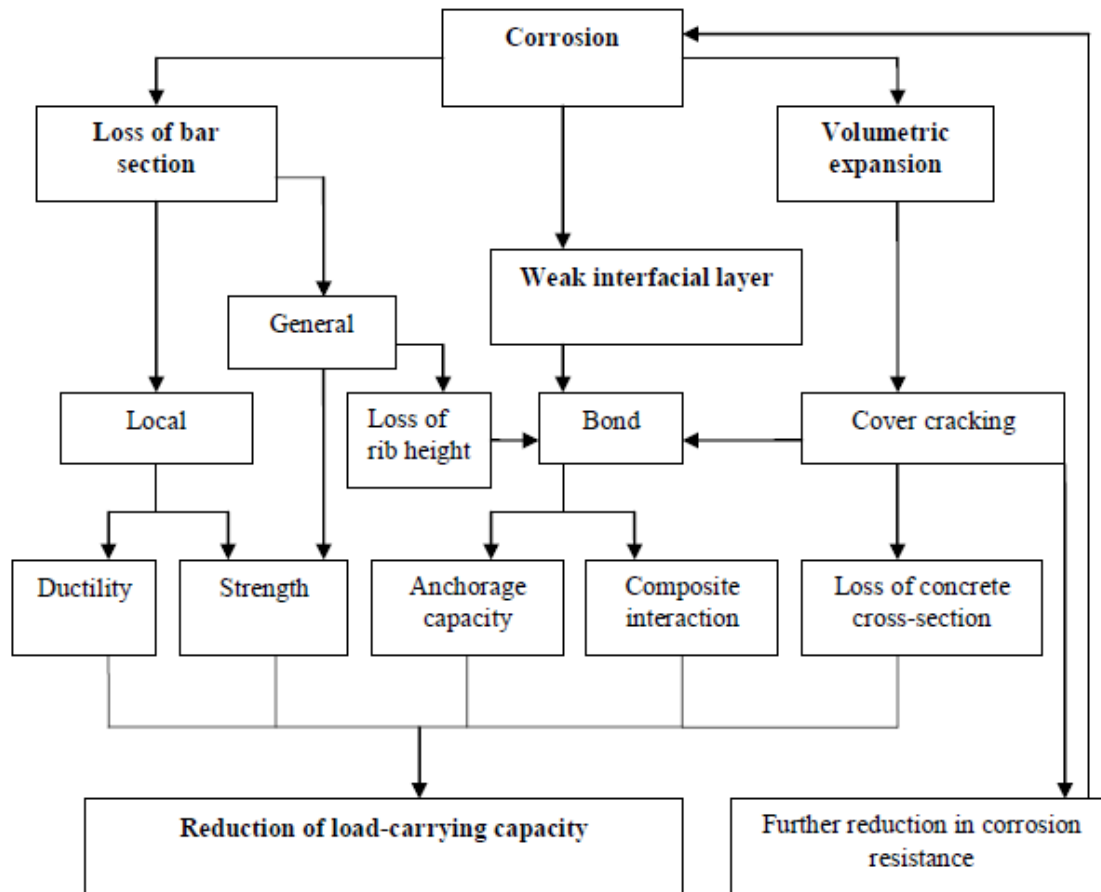 Corrosion
Loss of bar
section
Volumetric
expansion
Weak interfacial layer
General
Local
Loss of
rib height
Bond
Cover cracking
Ductility
Strength
Anchorage
capacity
Composite
interaction
Loss of concrete
cross-section
Reduction of load-carrying capacity
Further reduction in corrosion
resistance